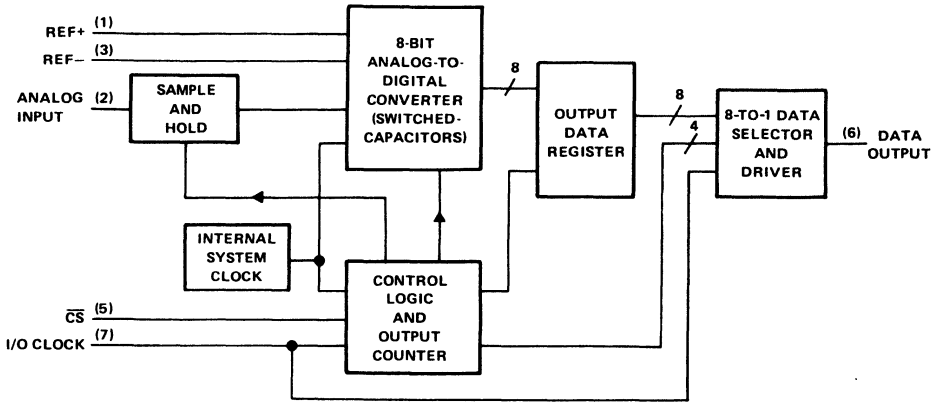 REF+ (1)
REF− (3)
ANALOG INPUT (2)
SAMPLE
AND
HOLD
8-BIT
ANALOG-TO-
DIGITAL
CONVERTER
(SWITCHED-
CAPACITORS)
8
OUTPUT
DATA
REGISTER
8
4
8-TO-1 DATA
SELECTOR
AND
DRIVER
(6) DATA
OUTPUT
INTERNAL
SYSTEM
CLOCK
CONTROL
LOGIC
AND
OUTPUT
COUNTER
C̅S̅ (5)
I/O CLOCK (7)